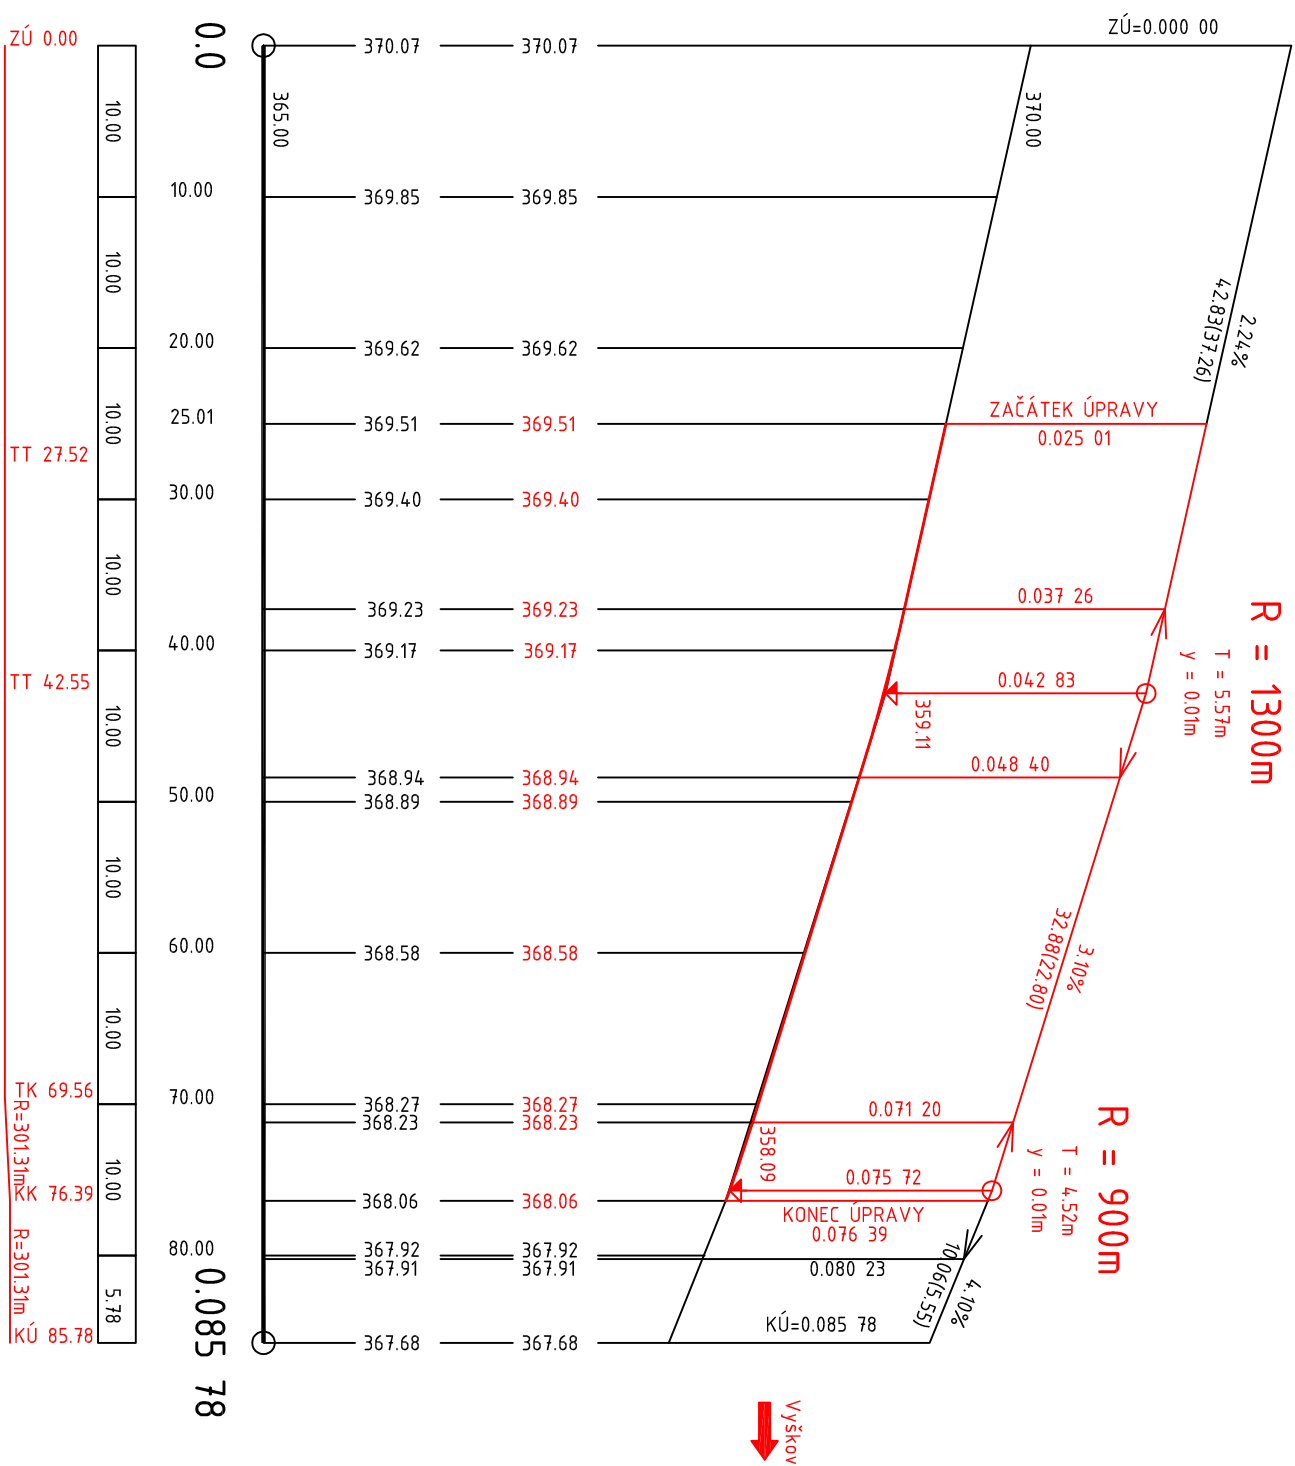 ZÚ=0.000 00
ZÚ 0.00
0.0
370.07 370.07
365.00
370.00
10.00
10.00
369.85 369.85
10.00
2.24%
42.83(37.26)
20.00
369.62 369.62
10.00
25.01
369.51 369.51
ZAČÁTEK ÚPRAVY
0.025 01
TT 27.52
30.00
369.40 369.40
10.00
369.23 369.23
0.037 26
R = 1300m
T = 5.57m
y = 0.01m
40.00
369.17 369.17
TT 42.55
0.042 83
359.11
10.00
368.94 368.94
0.048 40
50.00
368.89 368.89
10.00
3.10%
32.88(22.80)
60.00
368.58 368.58
10.00
TK 69.56
R=301.31m
70.00
368.27 368.27
368.23 368.23
0.071 20
358.09
R = 900m
T = 4.52m
y = 0.01m
10.00
KK 76.39
0.075 72
368.06 368.06
KONEC ÚPRAVY
0.076 39
R=301.31m
80.00
367.92 367.92
367.91 367.91
0.080 23
4.10%
10.06(5.55)
5.78
KÚ 85.78
0.085 78
367.68 367.68
KÚ=0.085 78
Vyškov